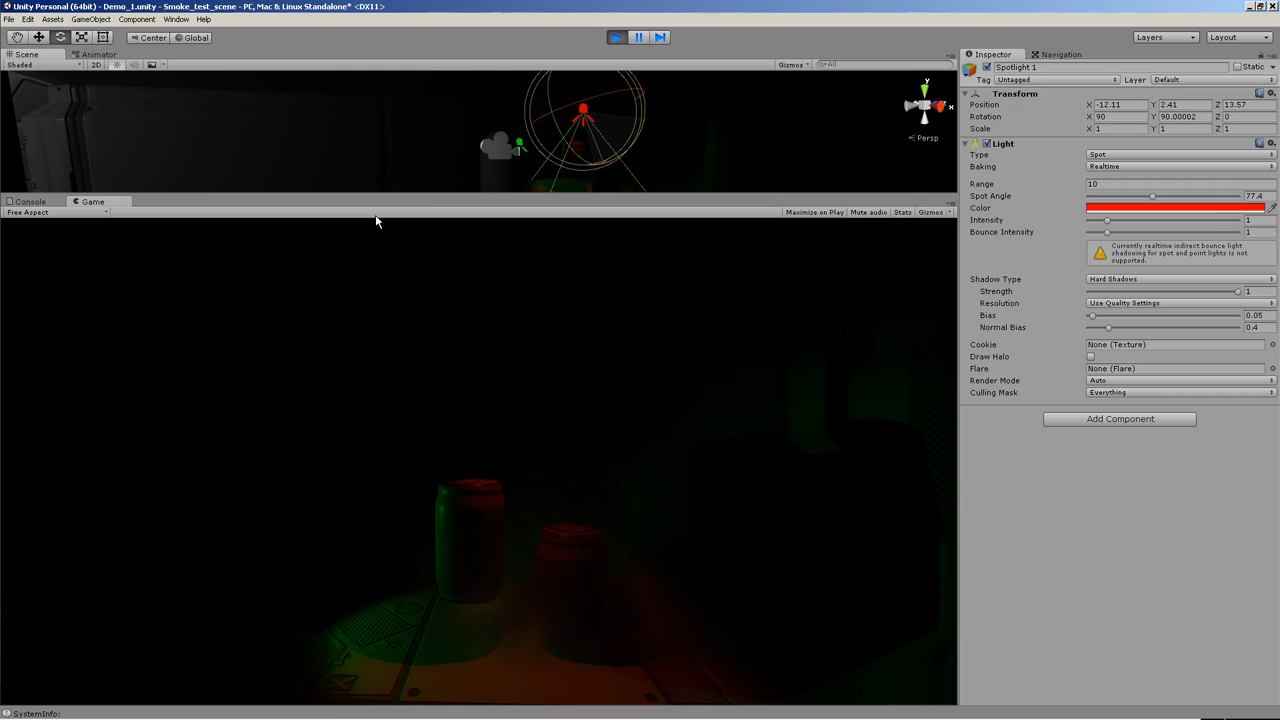 Unity Personal (64bit) - Demo_1.unity - Smoke_test_scene - PC, Mac & Linux Standalone* <DX11>
File Edit Assets GameObject Component Window Help
Center Global Layers Layout
Scene Animator
Shaded 2D Gizmos All
y
x
Persp
Console Game
Free Aspect Maximize on Play Mute audio Stats Gizmos
Inspector Navigation
Spotlight 1 Static
Tag Untagged Layer Default
Transform
Position X -12.11 Y 2.41 Z 13.57
Rotation X 90 Y 90.00002 Z 0
Scale X 1 Y 1 Z 1
Light
Type Spot
Baking Realtime
Range 10
Spot Angle 77.4
Color
Intensity 1
Bounce Intensity 1
Currently realtime indirect bounce light
shadowing for spot and point lights is not
supported.
Shadow Type Hard Shadows
Strength 1
Resolution Use Quality Settings
Bias 0.05
Normal Bias 0.4
Cookie None (Texture)
Draw Halo
Flare None (Flare)
Render Mode Auto
Culling Mask Everything
Add Component
SystemInfo: